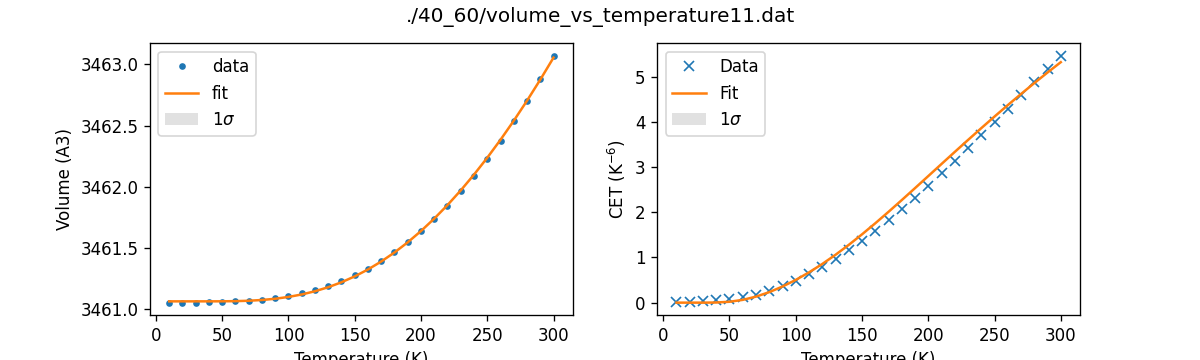 ./40_60/volume_vs_temperature11.dat
Volume (A3)
3463.0
3462.5
3462.0
3461.5
3461.0
data
fit
1σ
0 50 100 150 200 250 300
Temperature (K)
CET (K⁻⁶)
5
4
3
2
1
0
Data
Fit
1σ
0 50 100 150 200 250 300
Temperature (K)